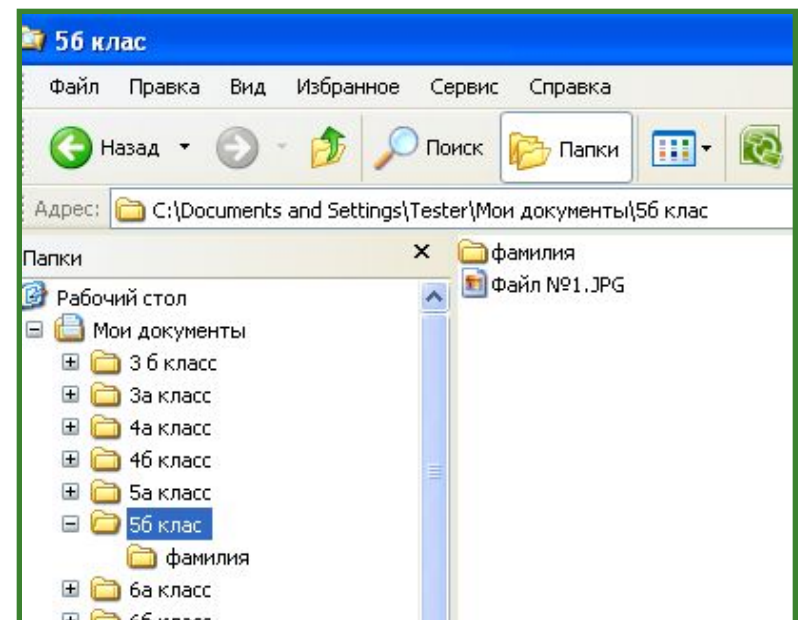 5б клас
Файл Правка Вид Избранное Сервис Справка
Назад Поиск Папки
Адрес: C:\Documents and Settings\Tester\Мои документы\5б клас
Папки
фамилия
Файл №1.JPG
Рабочий стол
Мои документы
3 б класс
3а класс
4а класс
4б класс
5а класс
5б клас
фамилия
6а класс